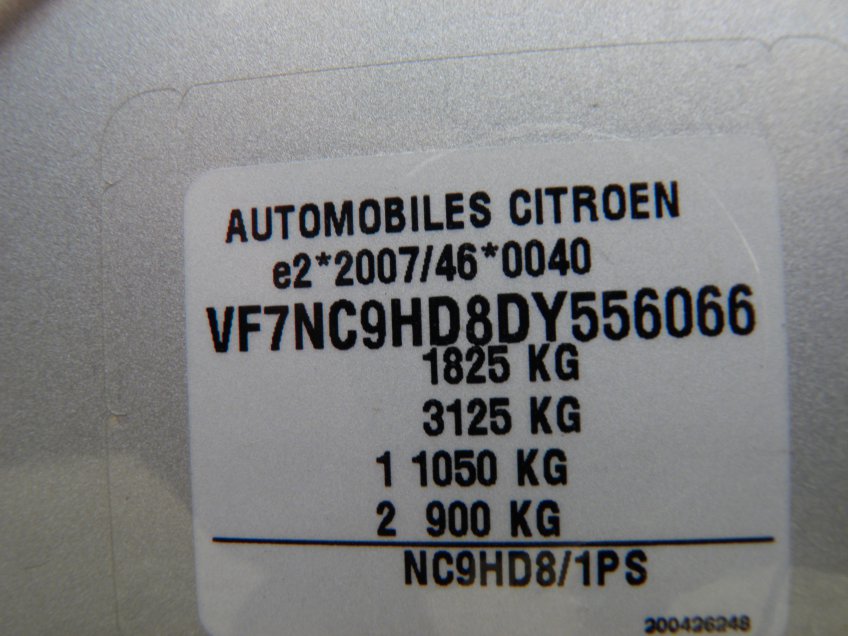 AUTOMOBILES CITROEN
e2*2007/46*0040
VF7NC9HD8DY556066
1825 KG
3125 KG
1 1050 KG
2 900 KG
NC9HD8/1PS
200426248